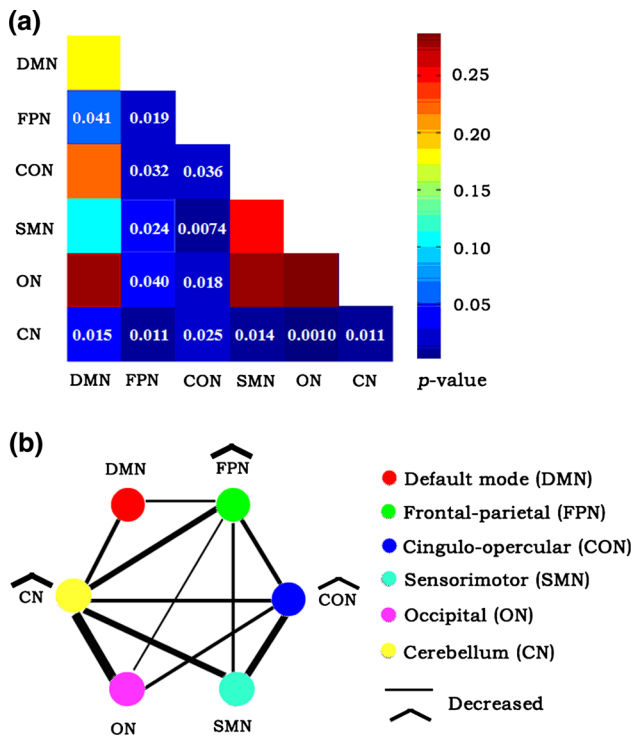 (a)
DMN
FPN 0.041 0.019
CON 0.032 0.036
SMN 0.024 0.0074
ON 0.040 0.018
CN 0.015 0.011 0.025 0.014 0.0010 0.011
DMN FPN CON SMN ON CN
0.25
0.20
0.15
0.10
0.05
p-value
(b)
DMN
FPN
CN
CON
ON
SMN
Default mode (DMN)
Frontal-parietal (FPN)
Cingulo-opercular (CON)
Sensorimotor (SMN)
Occipital (ON)
Cerebellum (CN)
Decreased